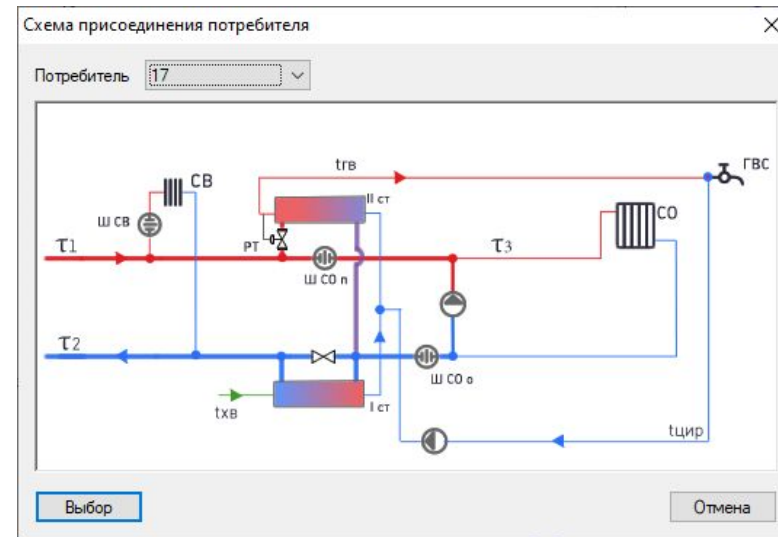 Схема присоединения потребителя
Потребитель 17
tгв
ГВС
СВ
II ст
СО
Ш СВ
РТ
τ1
τ3
Ш СО п
τ2
Ш СО о
tхв
I ст
tцир
Выбор
Отмена